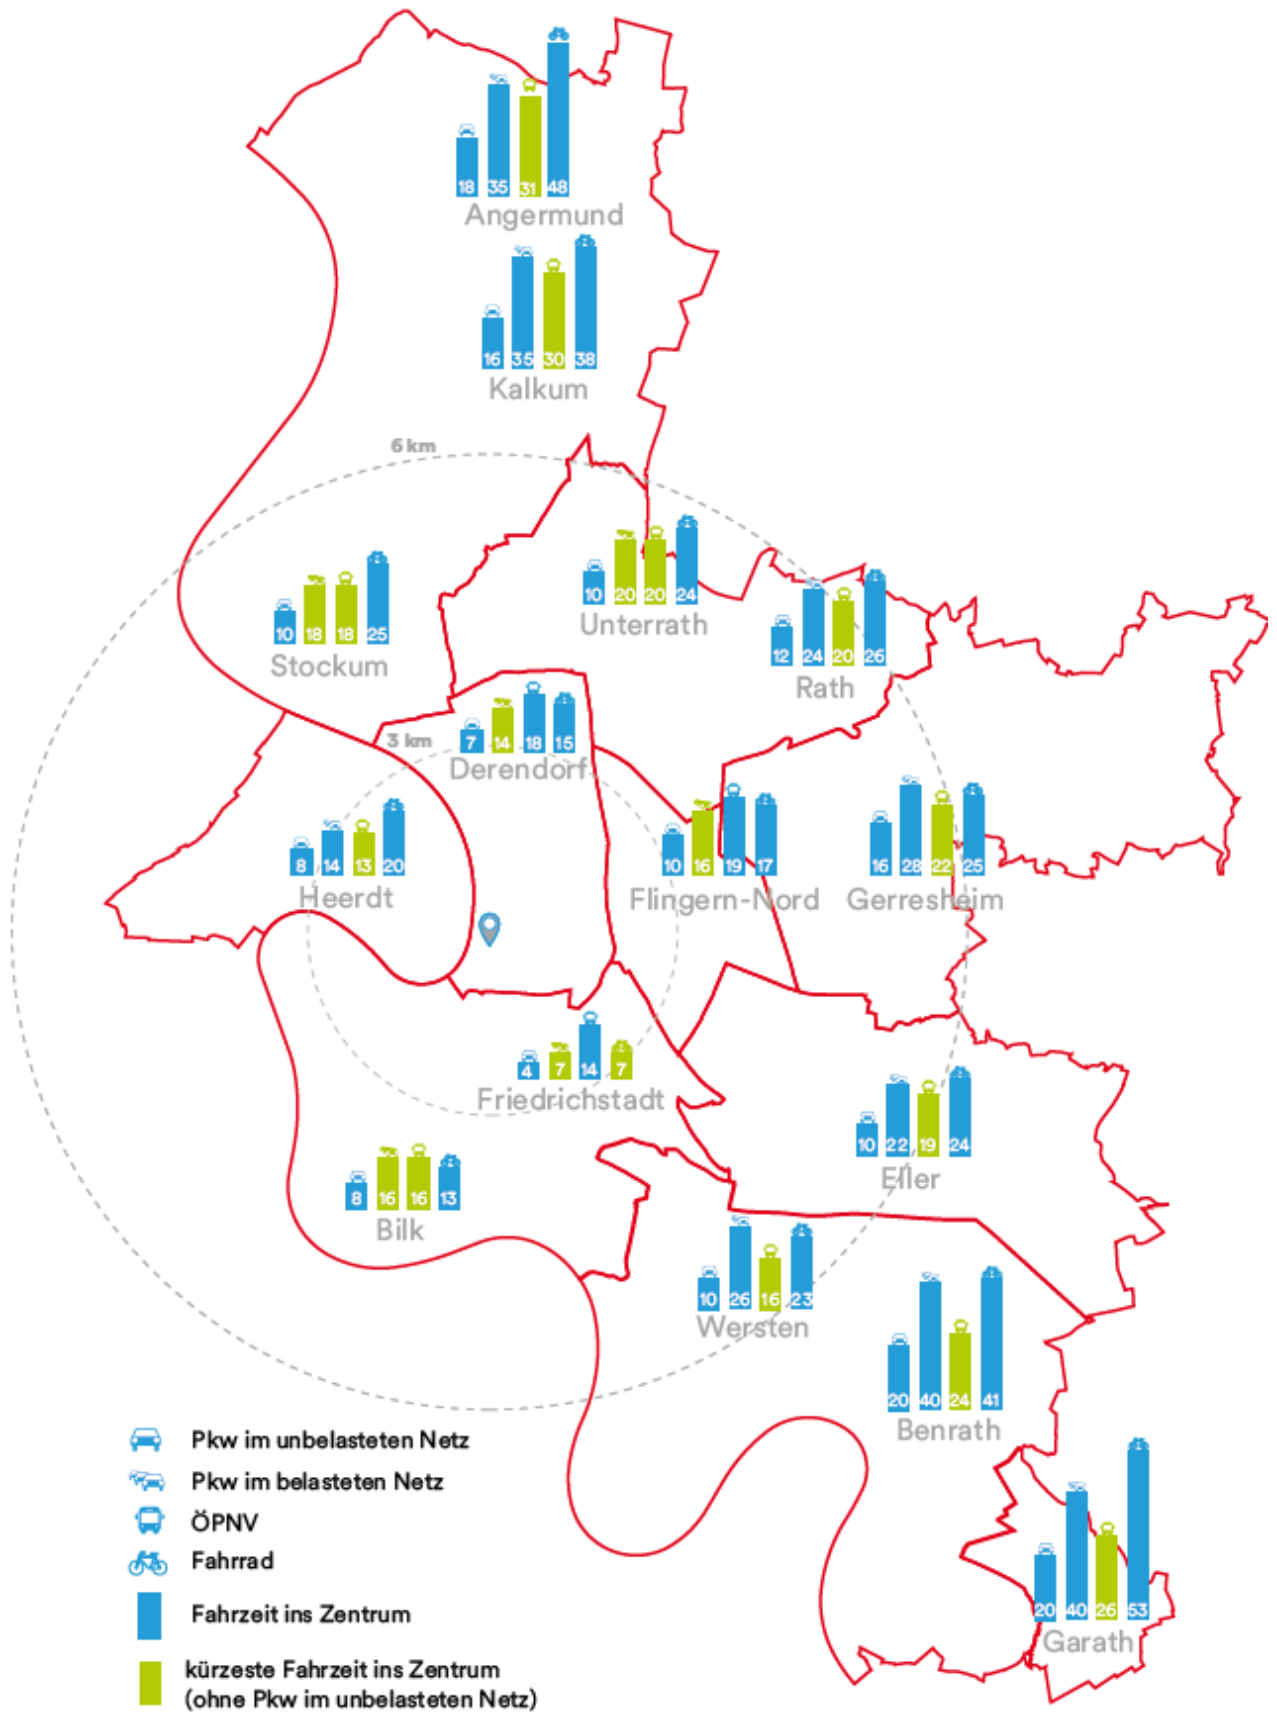 18 35 31 48
Angermund
16 35 30 38
Kalkum
6 km
10 20 20 24
Unterrath
10 18 18 25
Stockum
12 24 20 26
Rath
7 14 18 15
3 km
Derendorf
8 14 13 20
Heerdt
10 16 19 17
Flingern-Nord
16 28 22 25
Gerresheim
4 7 14 7
Friedrichstadt
10 22 19 24
Eller
8 16 16 13
Bilk
10 26 16 23
Wersten
20 40 24 41
Benrath
20 40 26 53
Garath
Pkw im unbelasteten Netz
Pkw im belasteten Netz
ÖPNV
Fahrrad
Fahrzeit ins Zentrum
kürzeste Fahrzeit ins Zentrum
(ohne Pkw im unbelasteten Netz)